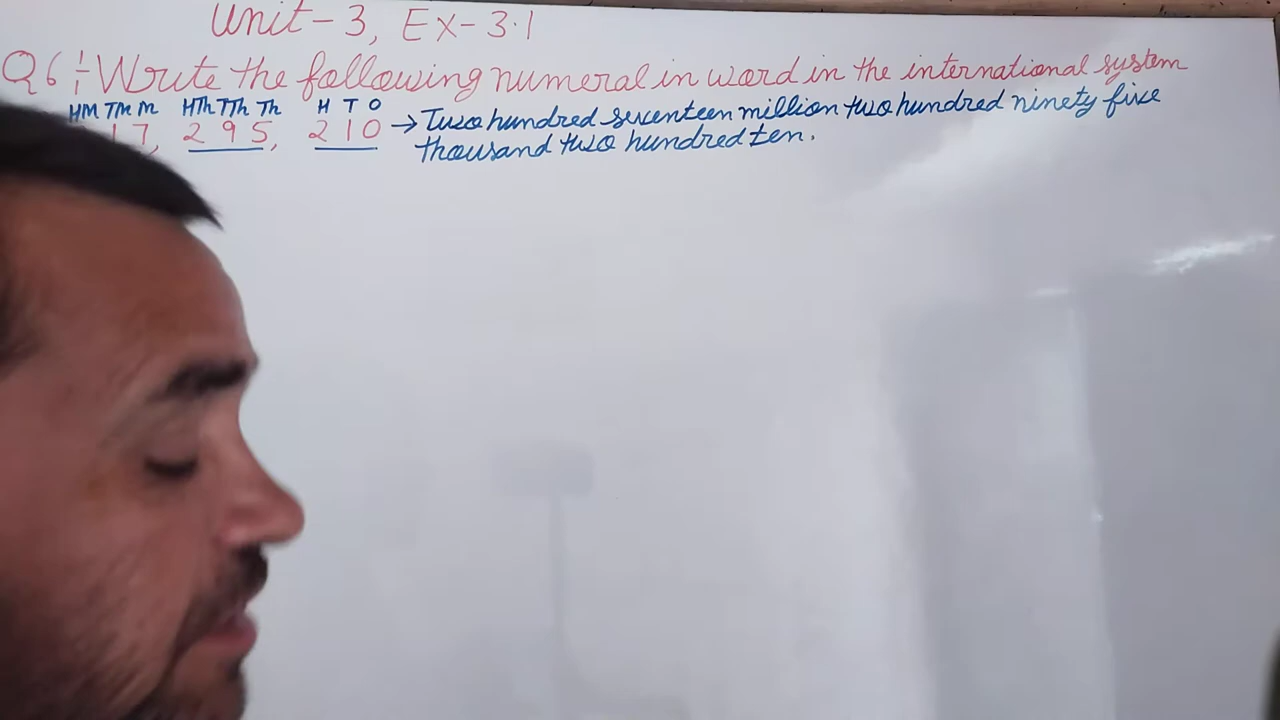 Unit-3, Ex-3.1
Q6 :- Write the following numeral in word in the international system
HM TM M HTh TTh Th H T O
17, 295, 210 → Two hundred seventeen million two hundred ninety five
thousand two hundred ten.